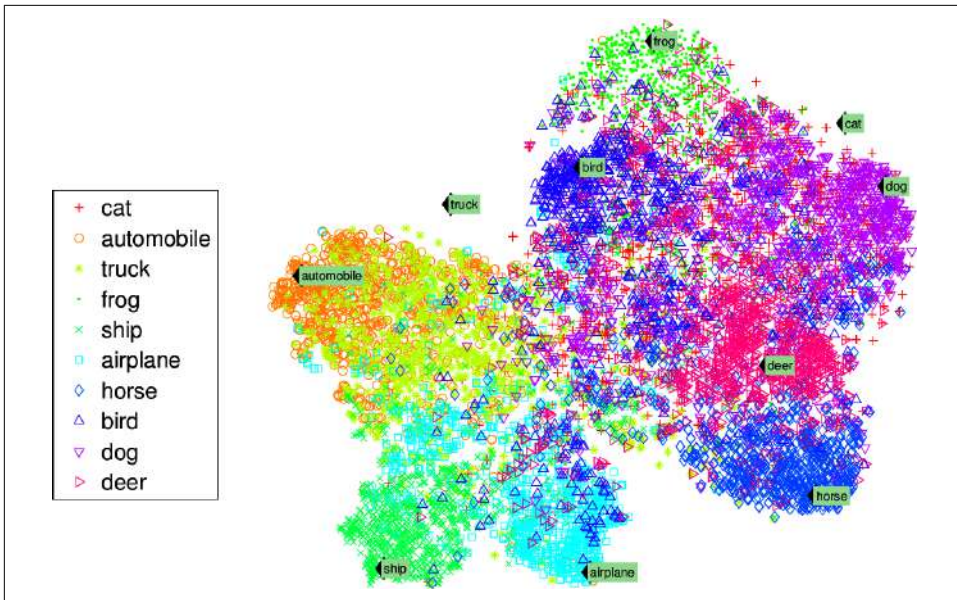 cat
automobile
truck
frog
ship
airplane
horse
bird
dog
deer
frog
cat
bird
dog
truck
automobile
deer
horse
ship
airplane